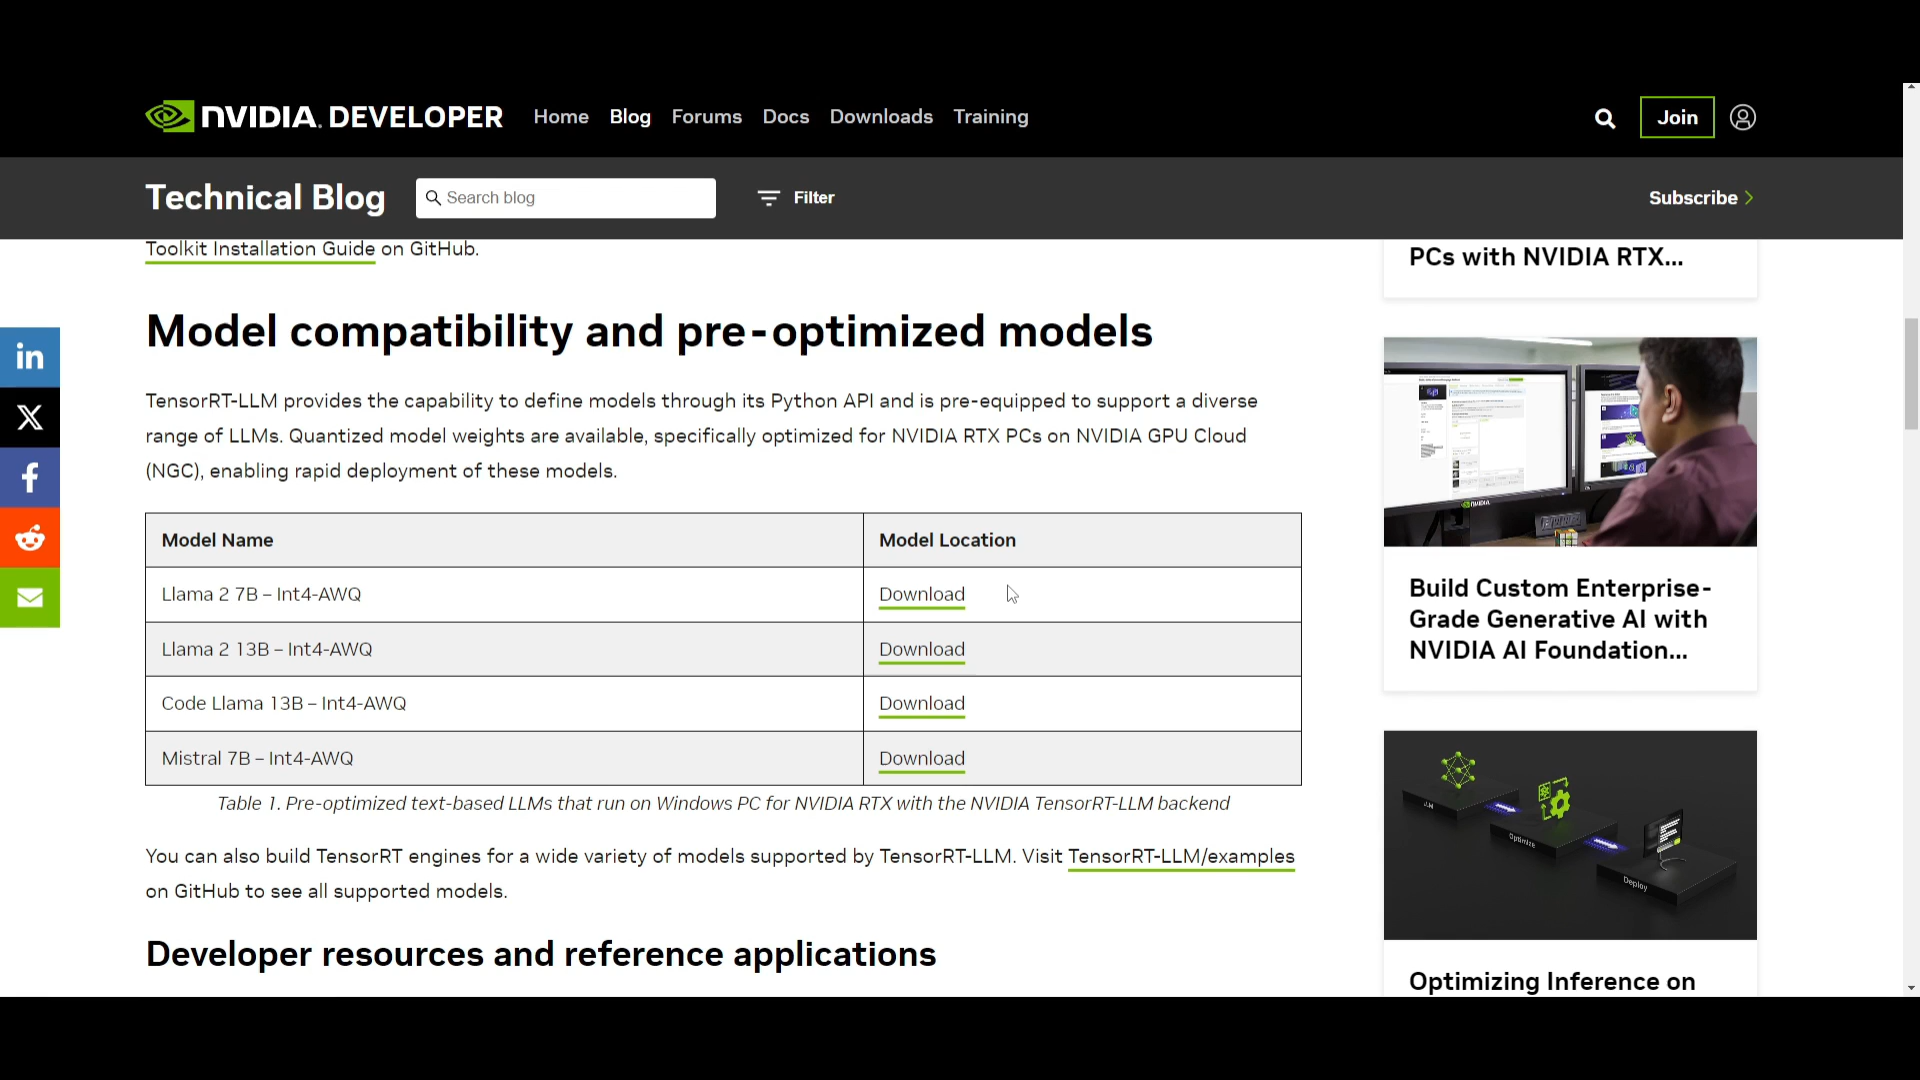 NVIDIA. DEVELOPER Home Blog Forums Docs Downloads Training Join
Technical Blog Search blog Filter Subscribe
Toolkit Installation Guide on GitHub.
Model compatibility and pre-optimized models
TensorRT-LLM provides the capability to define models through its Python API and is pre-equipped to support a diverse
range of LLMs. Quantized model weights are available, specifically optimized for NVIDIA RTX PCs on NVIDIA GPU Cloud
(NGC), enabling rapid deployment of these models.
Model Name Model Location
Llama 2 7B – Int4-AWQ Download
Llama 2 13B – Int4-AWQ Download
Code Llama 13B – Int4-AWQ Download
Mistral 7B – Int4-AWQ Download
Table 1. Pre-optimized text-based LLMs that run on Windows PC for NVIDIA RTX with the NVIDIA TensorRT-LLM backend
You can also build TensorRT engines for a wide variety of models supported by TensorRT-LLM. Visit TensorRT-LLM/examples
on GitHub to see all supported models.
Developer resources and reference applications
PCs with NVIDIA RTX...
NVIDIA.
Build Custom Enterprise-
Grade Generative AI with
NVIDIA AI Foundation...
LLM
Optimize
Deploy
Optimizing Inference on
in
X
f